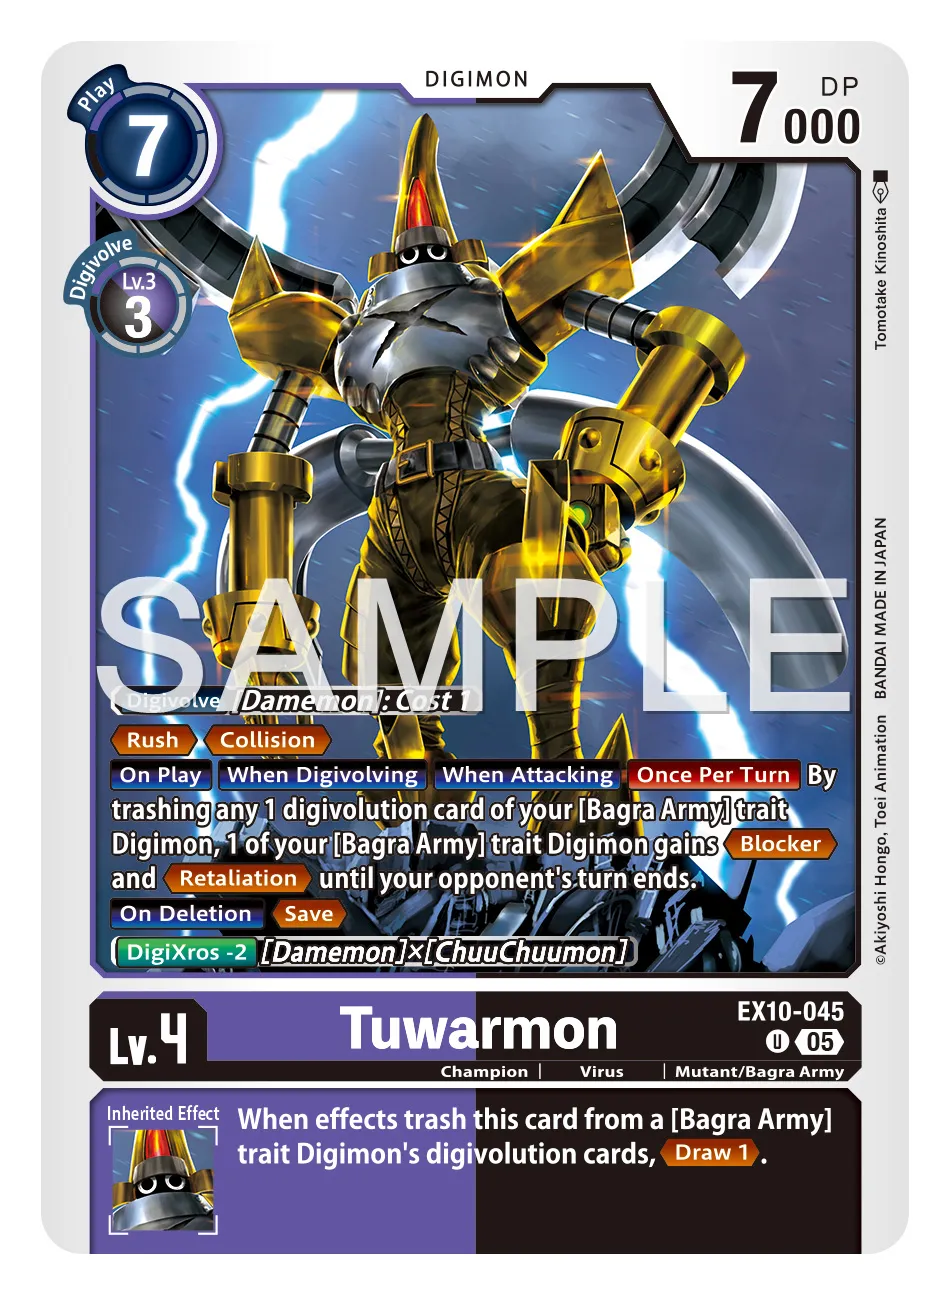 DIGIMON
Play
7
7000
DP
Digivolve
Lv.3
3
Tomotake Kinoshita
SAMPLE
Digivolve [Damemon]: Cost 1
Rush Collision
On Play When Digivolving When Attacking Once Per Turn By
trashing any 1 digivolution card of your [Bagra Army] trait
Digimon, 1 of your [Bagra Army] trait Digimon gains Blocker
and Retaliation until your opponent's turn ends.
On Deletion Save
DigiXros -2 [Damemon]×[ChuuChuumon]
©Akiyoshi Hongo, Toei Animation BANDAI MADE IN JAPAN
Lv.4
Tuwarmon
EX10-045
U 05
Champion | Virus | Mutant/Bagra Army
Inherited Effect
When effects trash this card from a [Bagra Army]
trait Digimon's digivolution cards, Draw 1.